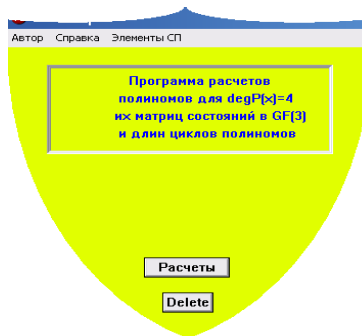 Автор Справка Элементы СП
Программа расчетов
полиномов для degP(x)=4
их матриц состояний в GF(3)
и длин циклов полиномов
Расчеты
Delete